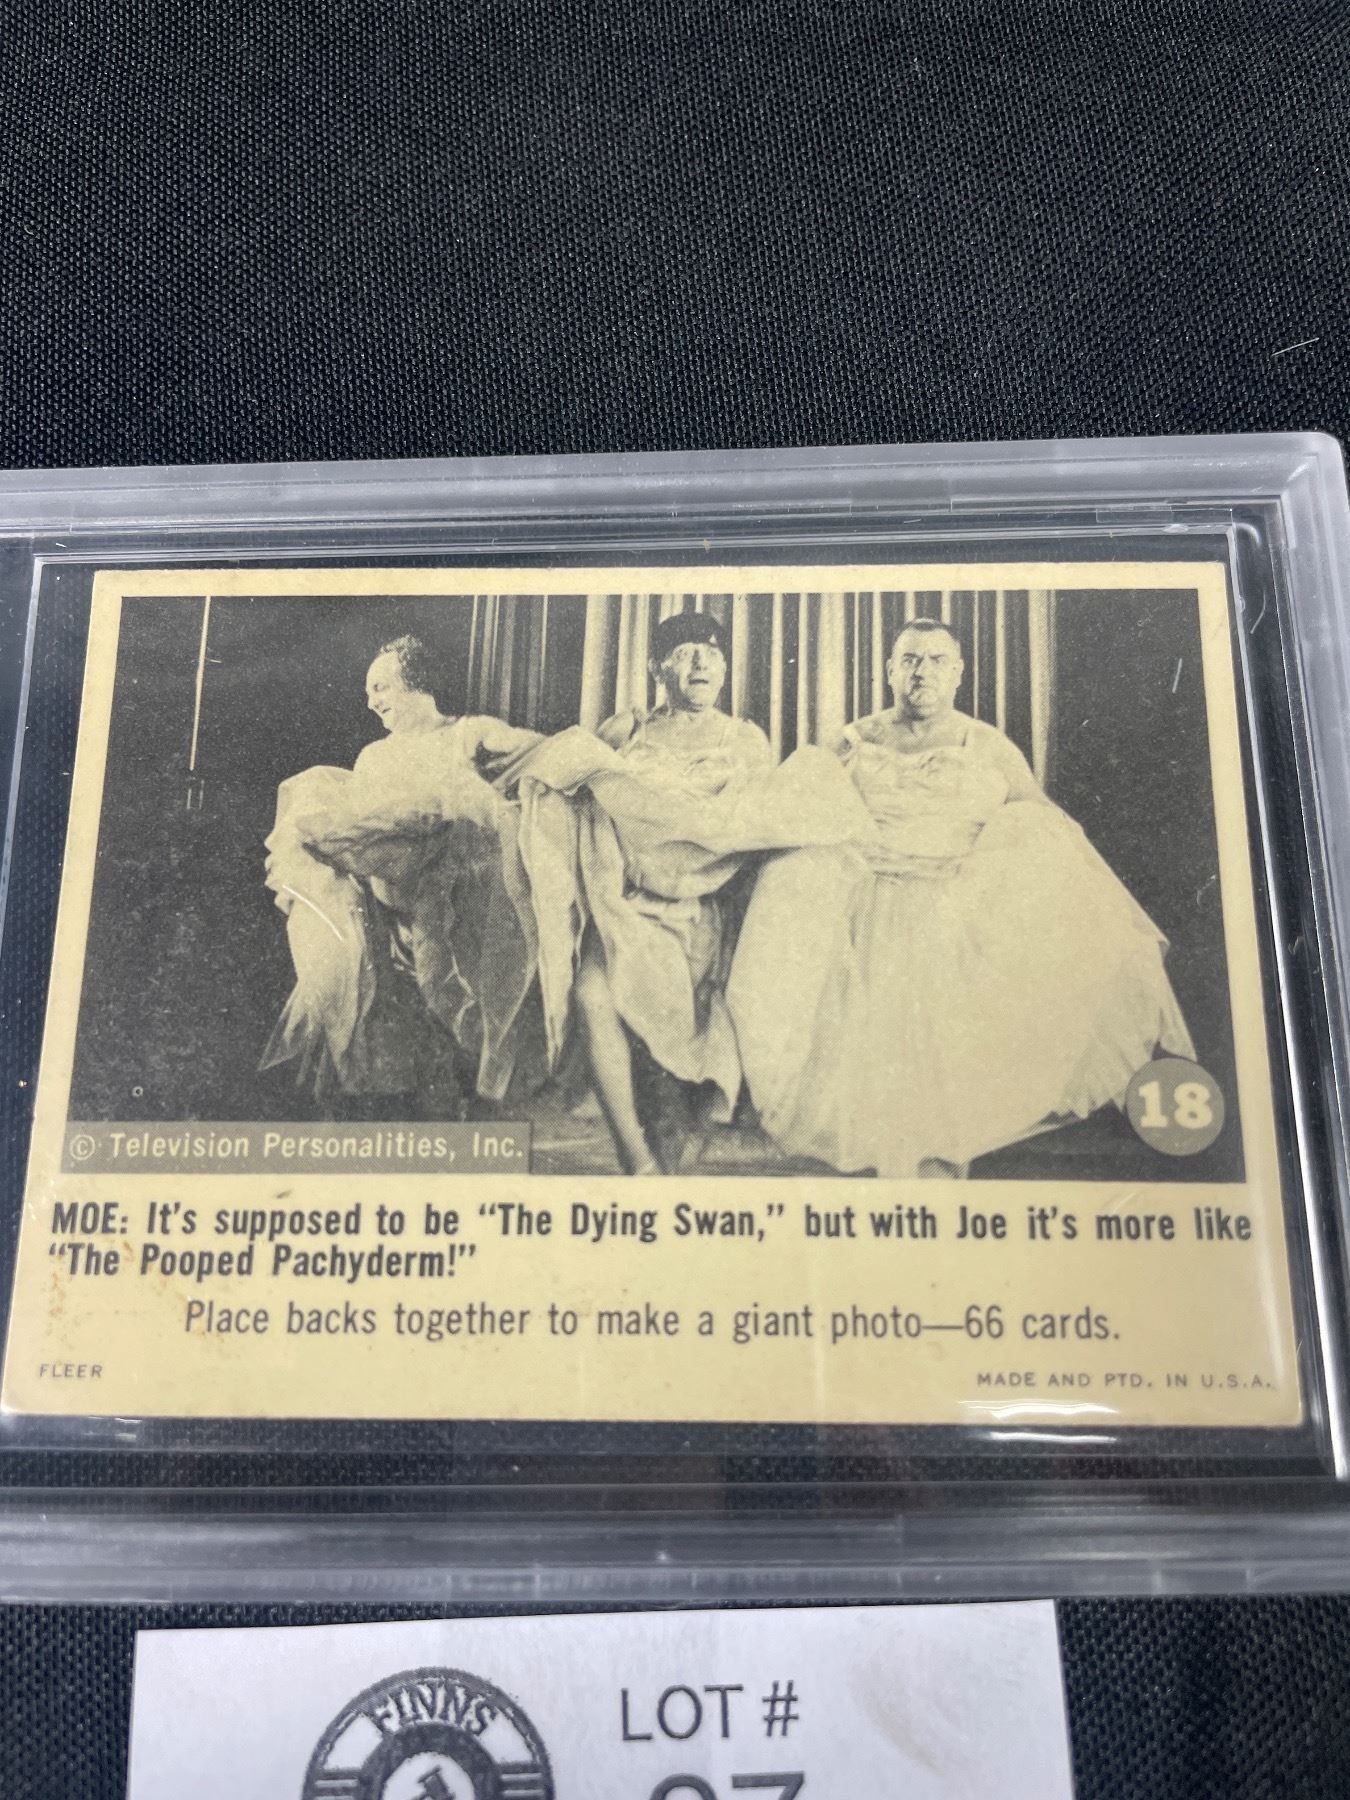 18
© Television Personalities, Inc.
MOE: It's supposed to be “The Dying Swan,” but with Joe it's more like
“The Pooped Pachyderm!”
Place backs together to make a giant photo—66 cards.
FLEER
MADE AND PTD. IN U.S.A.
FINNS
LOT #